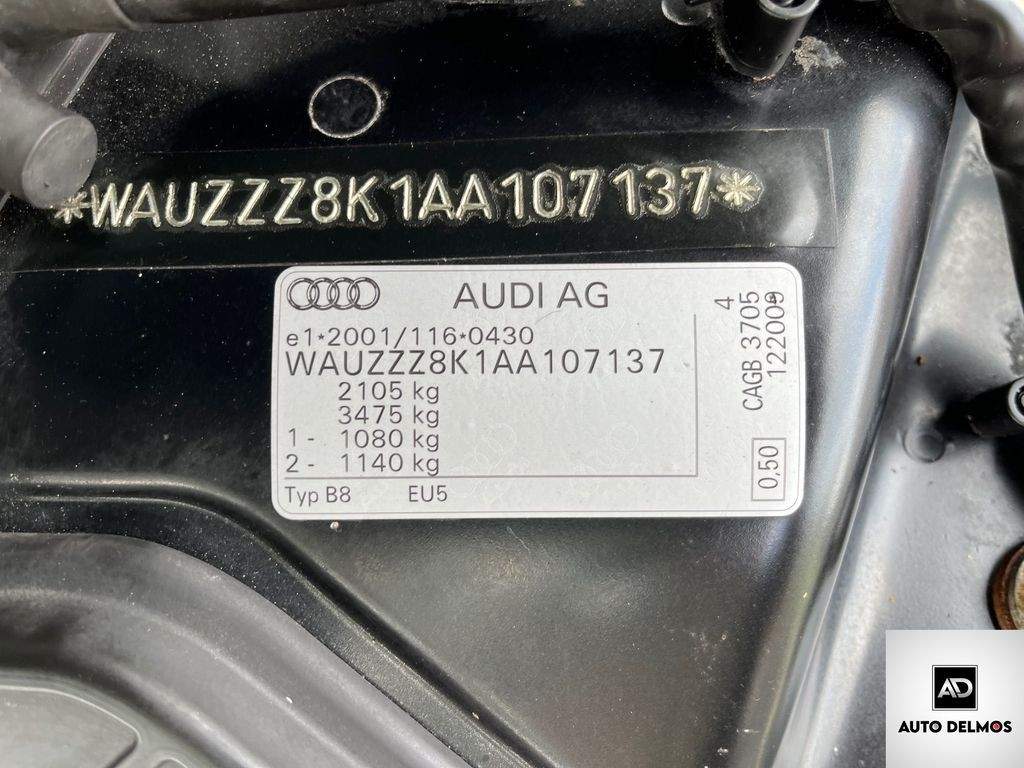 *WAUZZZ8K1AA107137*
AUDI AG
e1*2001/116*0430
WAUZZZ8K1AA107137
2105 kg
3475 kg
1- 1080 kg
2- 1140 kg
Typ B8 EU5
4
CAGB 3705
122009
0,50
AD
AUTO DELMOS